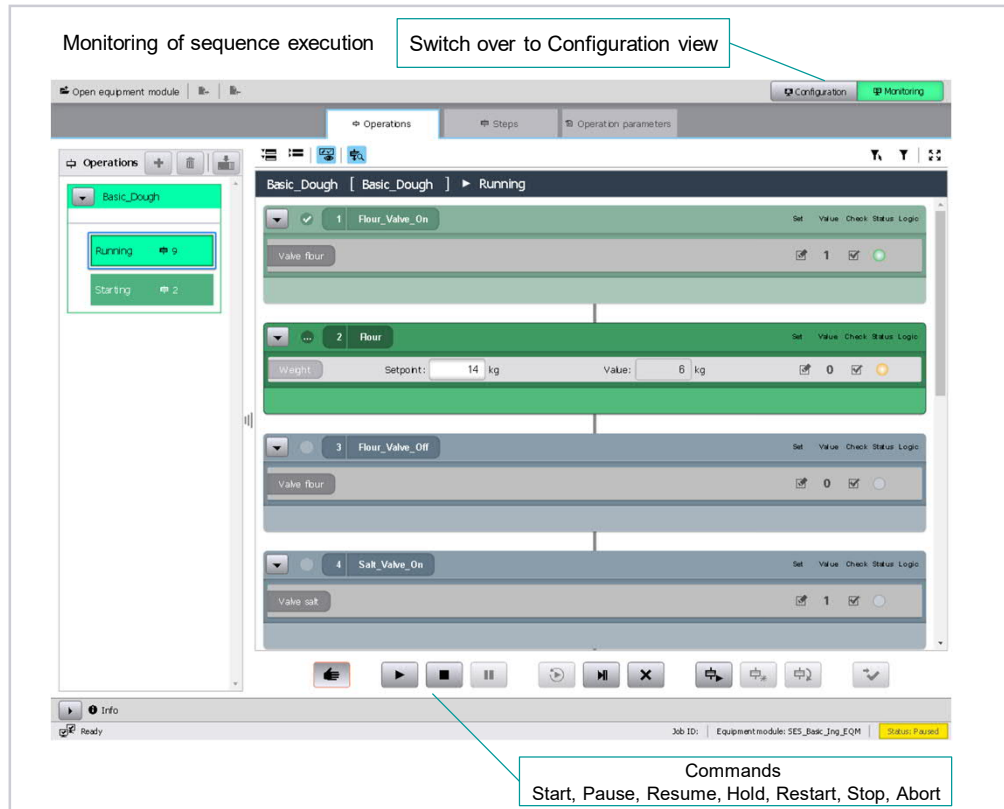 Monitoring of sequence execution
Switch over to Configuration view
Open equipment module
Configuration
Monitoring
Operations
Steps
Operation parameters
Operations
Basic_Dough
Running 9
Starting 2
Basic_Dough [ Basic_Dough ] ► Running
1 Flour_Valve_On Set Value Check Status Logic
Valve flour 1
... 2 Flour Set Value Check Status Logic
Weight Setpoint: 14 kg Value: 6 kg 0
3 Flour_Valve_Off Set Value Check Status Logic
Valve flour 0
4 Salt_Valve_On Set Value Check Status Logic
Valve salt 1
Info
Ready
Job ID:
Equipment module: SES_Basic_Ing_EQM
Status: Paused
Commands
Start, Pause, Resume, Hold, Restart, Stop, Abort